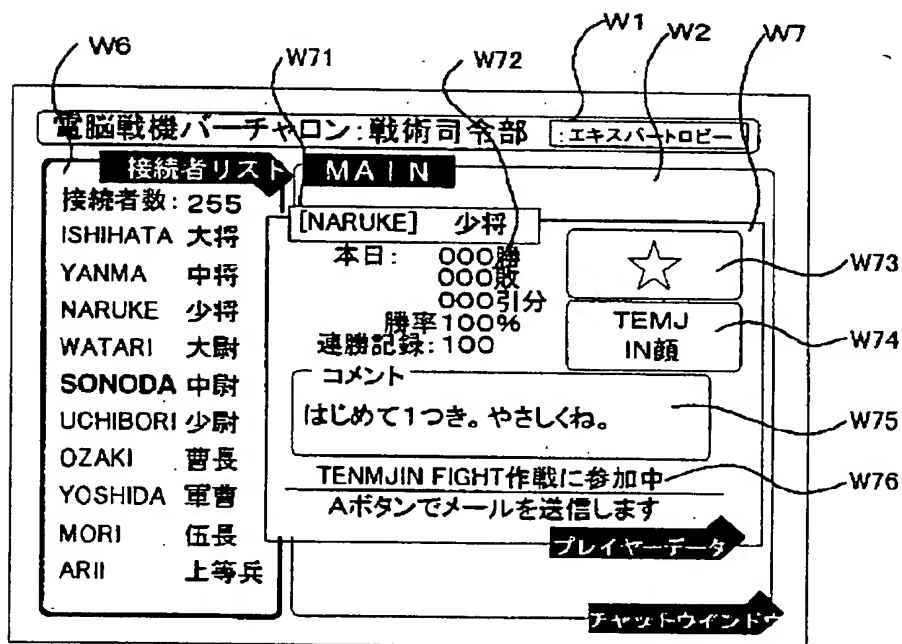 W6 W71 W72 W1 W2 W7
電脳戦機バーチャロン:戦術司令部 :エキスパートロビー
接続者リスト
接続者数:255
ISHIHATA 大将
YANMA 中将
NARUKE 少将
WATARI 大尉
SONODA 中尉
UCHIBORI 少尉
OZAKI 曹長
YOSHIDA 軍曹
MORI 伍長
ARII 上等兵
MAIN
[NARUKE] 少将
本日: 000勝
000敗
000引分
勝率100%
連勝記録:100
☆
W73
TEMJ
IN顔
W74
コメント
はじめて1つき。やさしくね。
W75
TENMJIN FIGHT作戦に参加中
W76
Aボタンでメールを送信します
プレイヤーデータ
チャットウインドウ